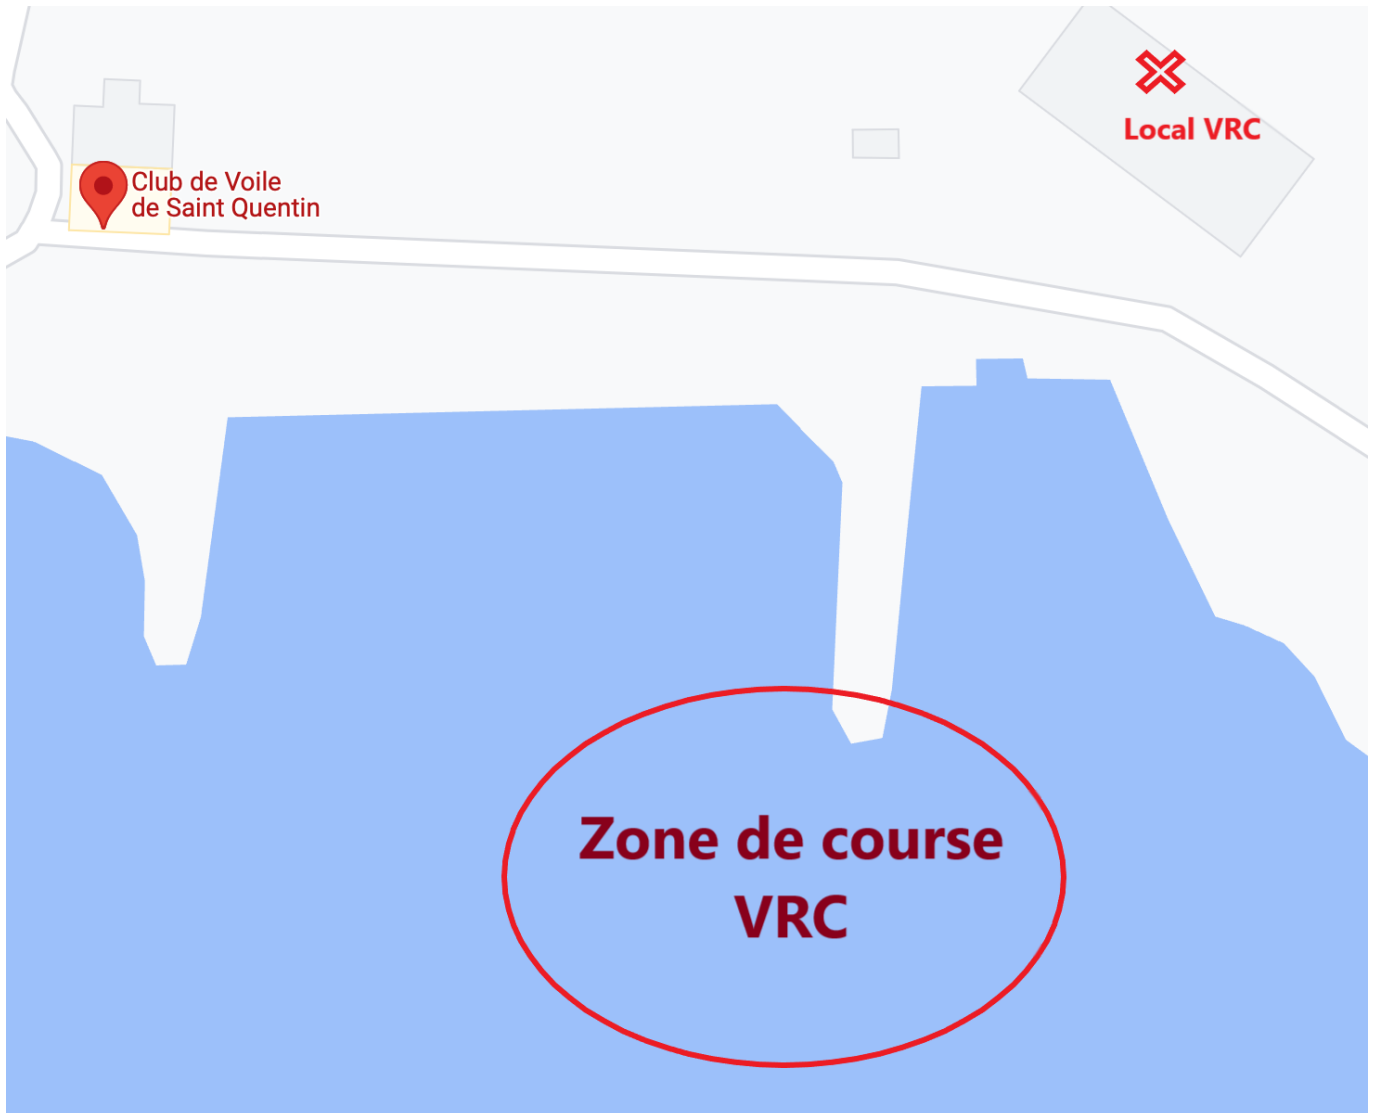 Local VRC
Club de Voile
de Saint Quentin
Zone de course
VRC